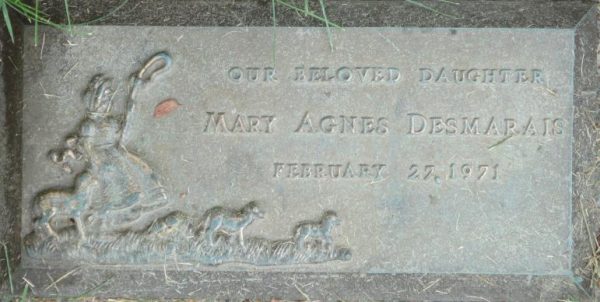 OUR BELOVED DAUGHTER
MARY AGNES DESMARAIS
FEBRUARY 27, 1971